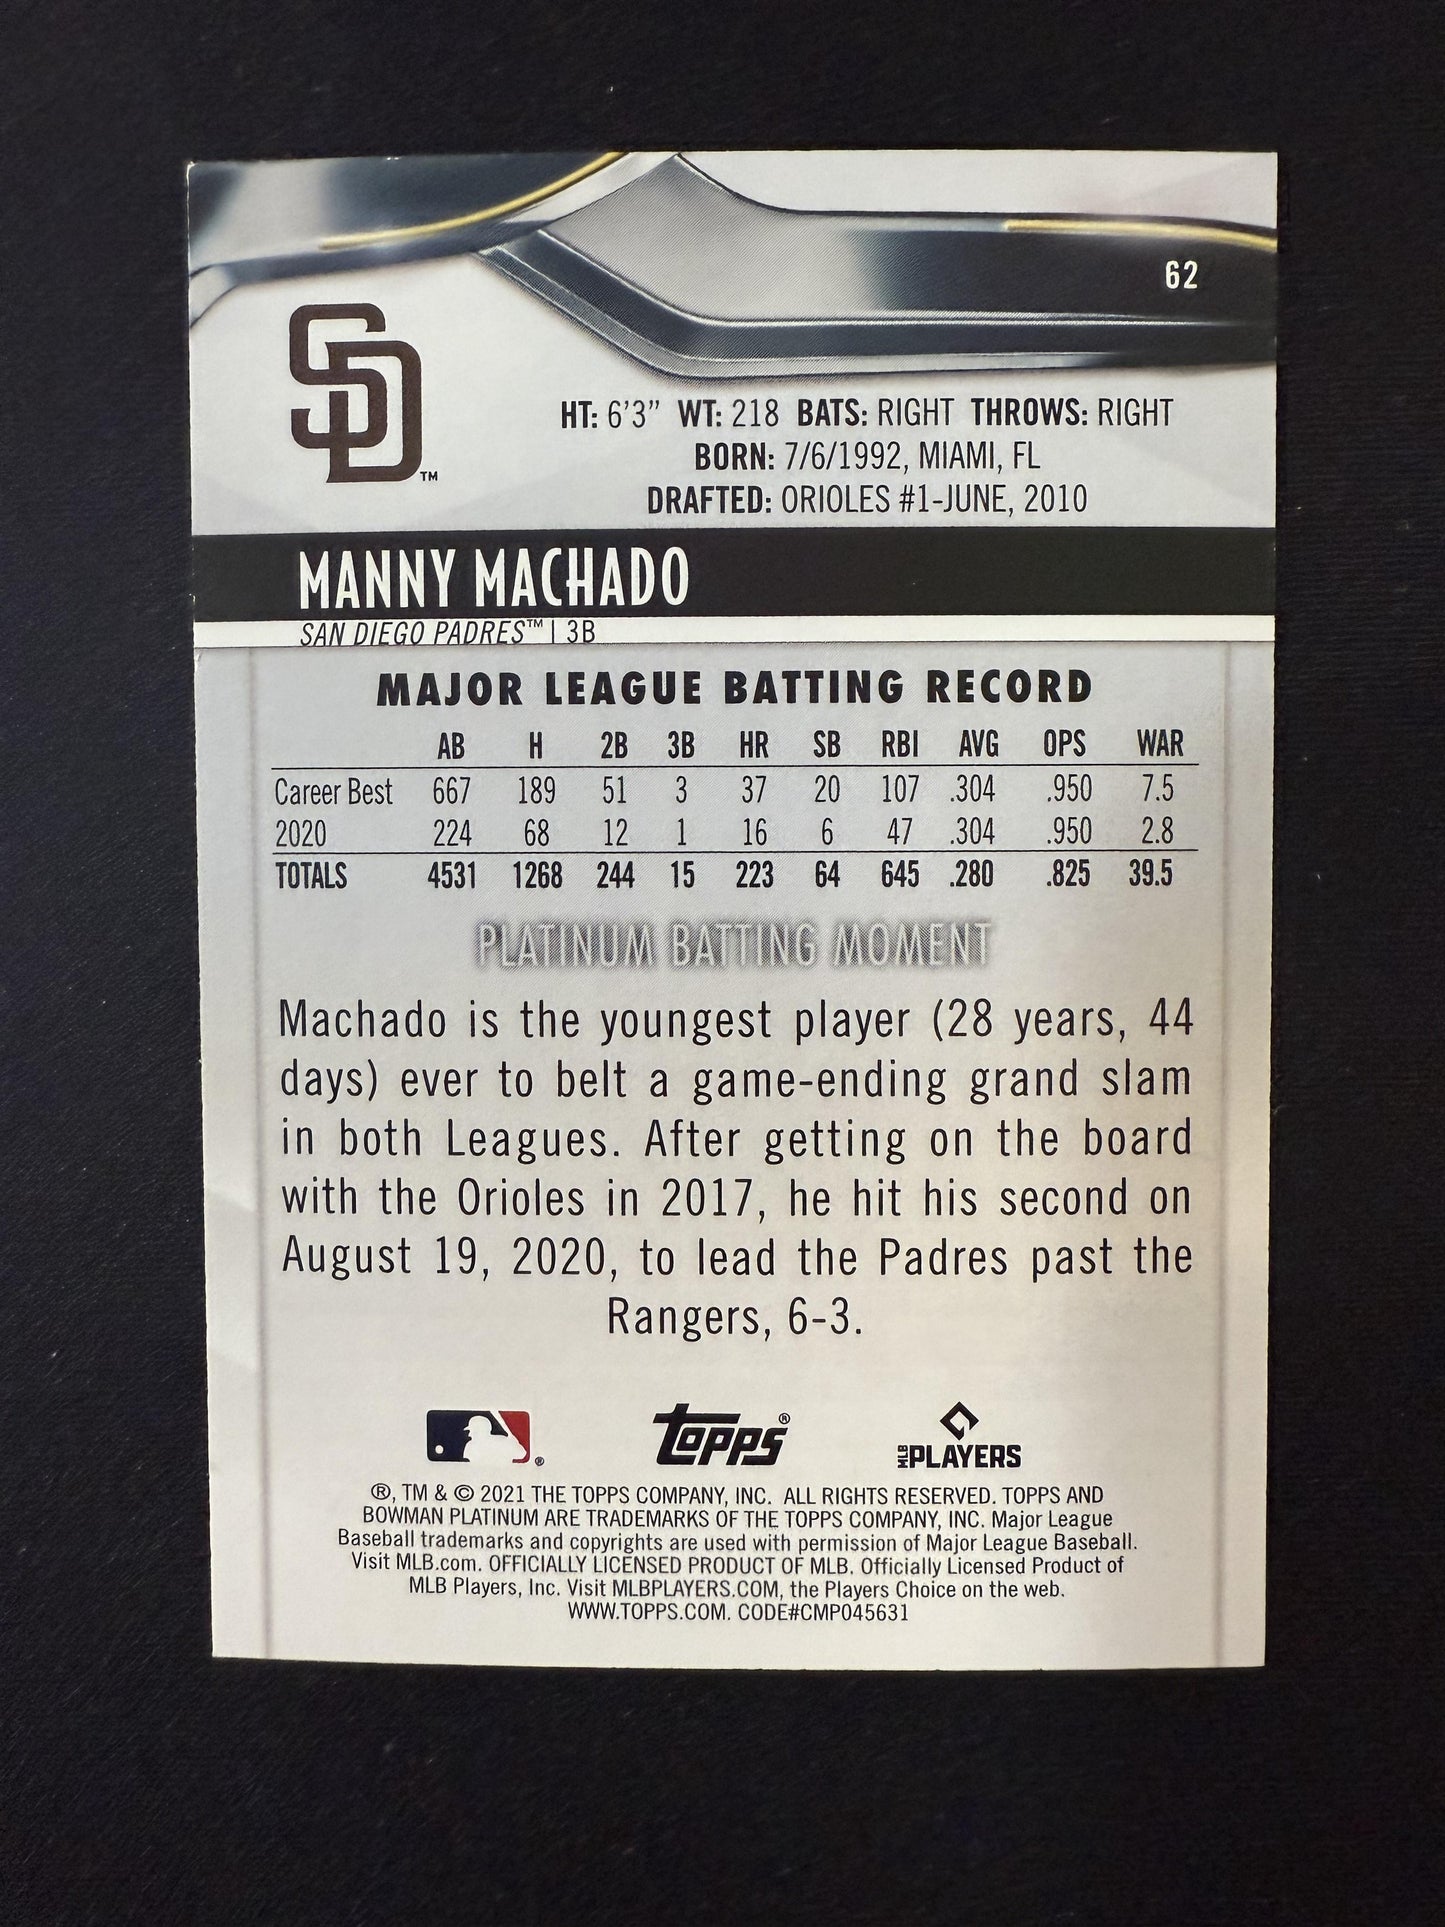 62
SD™
HT: 6'3" WT: 218 BATS: RIGHT THROWS: RIGHT
BORN: 7/6/1992, MIAMI, FL
DRAFTED: ORIOLES #1-JUNE, 2010
MANNY MACHADO
SAN DIEGO PADRES™ | 3B
MAJOR LEAGUE BATTING RECORD
AB H 2B 3B HR SB RBI AVG OPS WAR
Career Best 667 189 51 3 37 20 107 .304 .950 7.5
2020 224 68 12 1 16 6 47 .304 .950 2.8
TOTALS 4531 1268 244 15 223 64 645 .280 .825 39.5
PLATINUM BATTING MOMENT
Machado is the youngest player (28 years, 44
days) ever to belt a game-ending grand slam
in both Leagues. After getting on the board
with the Orioles in 2017, he hit his second on
August 19, 2020, to lead the Padres past the
Rangers, 6-3.
® topps® MLB PLAYERS
®, TM & © 2021 THE TOPPS COMPANY, INC. ALL RIGHTS RESERVED. TOPPS AND
BOWMAN PLATINUM ARE TRADEMARKS OF THE TOPPS COMPANY, INC. Major League
Baseball trademarks and copyrights are used with permission of Major League Baseball.
Visit MLB.com. OFFICIALLY LICENSED PRODUCT OF MLB. Officially Licensed Product of
MLB Players, Inc. Visit MLBPLAYERS.COM, the Players Choice on the web.
WWW.TOPPS.COM. CODE#CMP045631